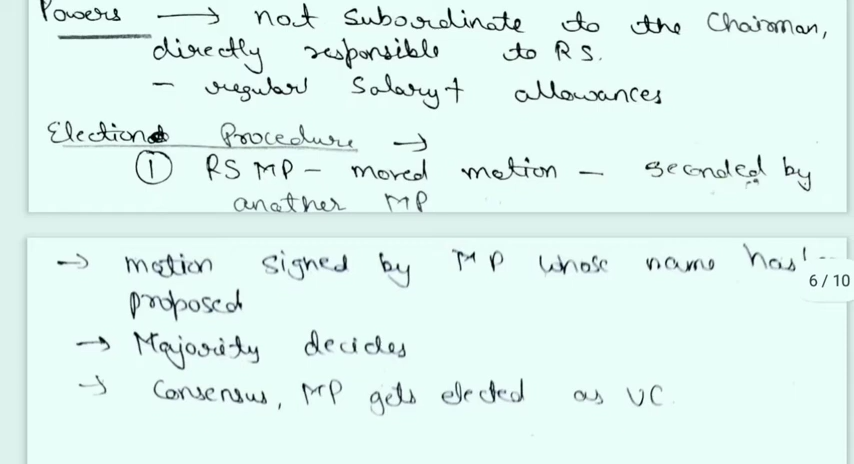 Powers → not subordinate to the Chairman,
directly responsible to RS.
- regular salary + allowances
Election Procedure →
① RS MP - moved motion - seconded by
another MP
→ motion signed by MP whose name has
6/10
proposed
→ Majority decides
→ Consensus, MP gets elected as VC.